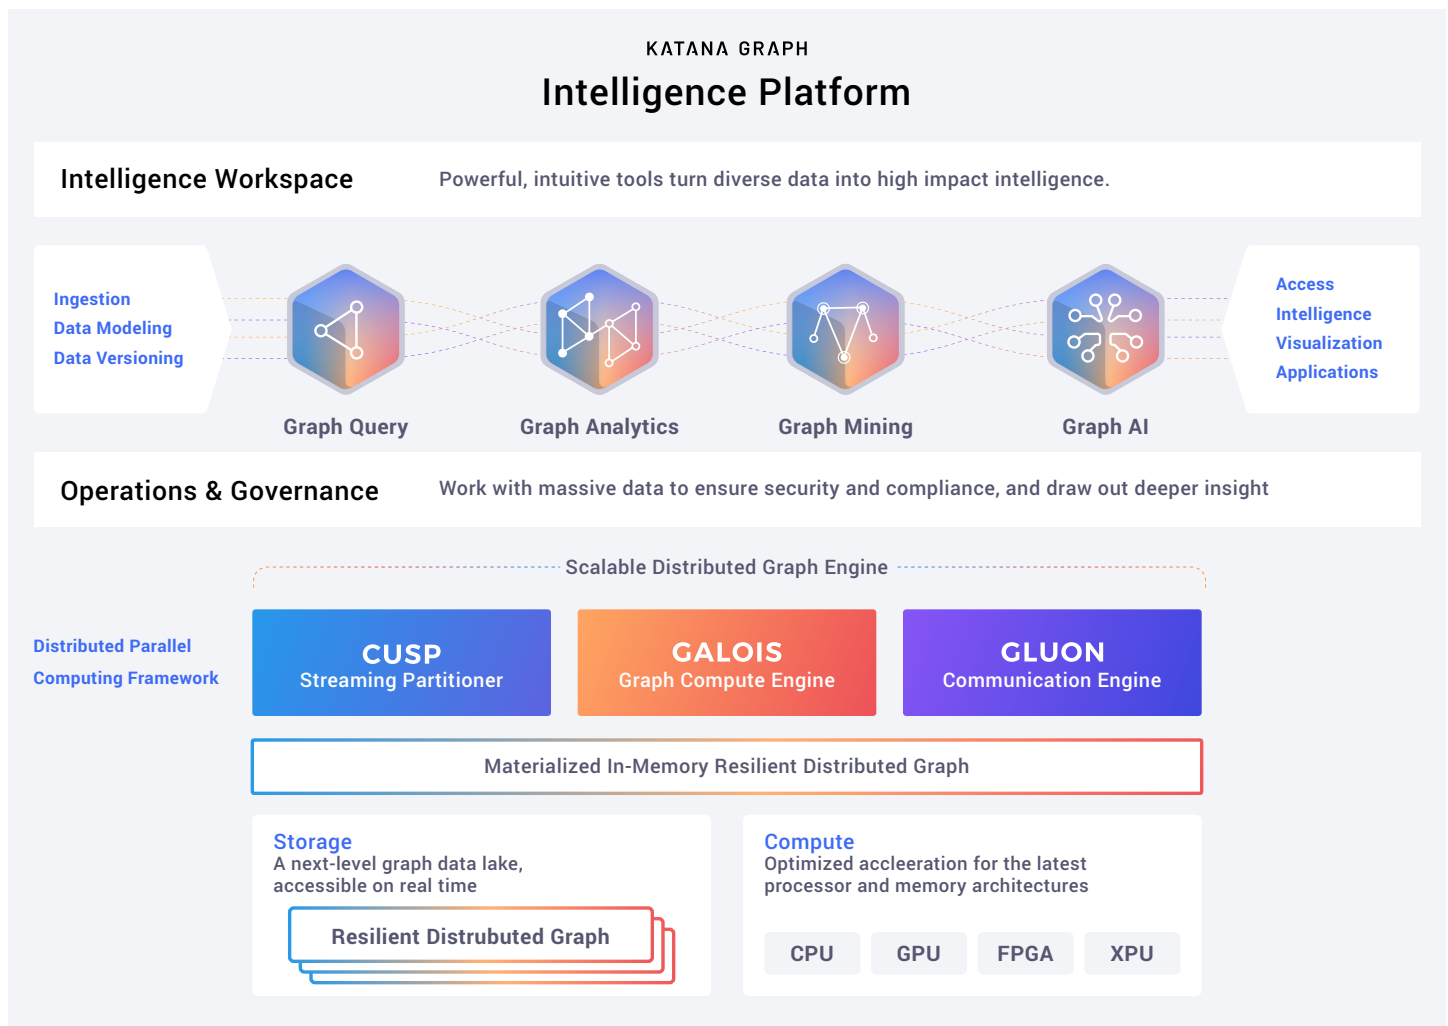 KATANA GRAPH
Intelligence Platform
Intelligence Workspace
Powerful, intuitive tools turn diverse data into high impact intelligence.
Ingestion
Data Modeling
Data Versioning
Graph Query
Graph Analytics
Graph Mining
Graph AI
Access
Intelligence
Visualization
Applications
Operations & Governance
Work with massive data to ensure security and compliance, and draw out deeper insight
Scalable Distributed Graph Engine
Distributed Parallel
Computing Framework
CUSP
Streaming Partitioner
GALOIS
Graph Compute Engine
GLUON
Communication Engine
Materialized In-Memory Resilient Distributed Graph
Storage
A next-level graph data lake,
accessible on real time
Resilient Distrubuted Graph
Compute
Optimized accleeration for the latest
processor and memory architectures
CPU
GPU
FPGA
XPU